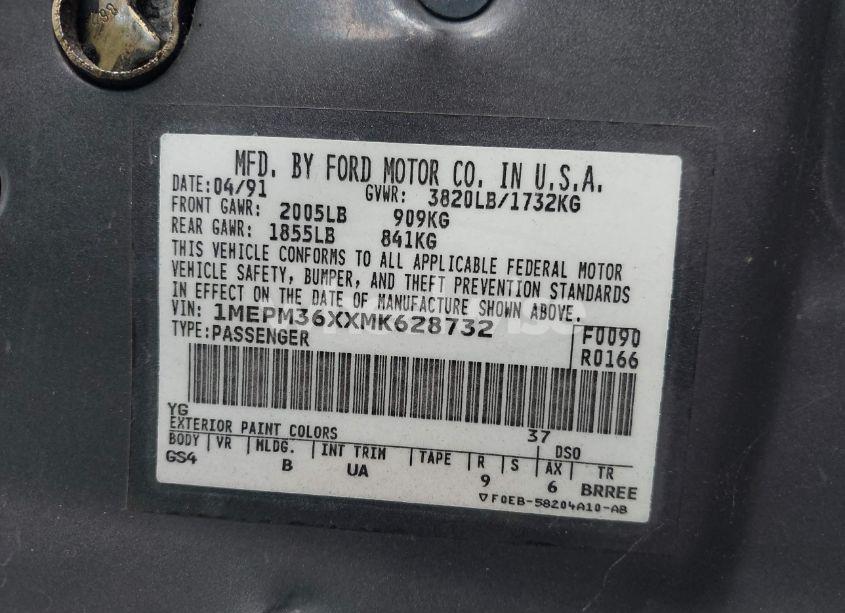 MFD. BY FORD MOTOR CO. IN U.S.A.
DATE: 04/91 GVWR: 3820LB/1732KG
FRONT GAWR: 2005LB 909KG
REAR GAWR: 1855LB 841KG
THIS VEHICLE CONFORMS TO ALL APPLICABLE FEDERAL MOTOR
VEHICLE SAFETY, BUMPER, AND THEFT PREVENTION STANDARDS
IN EFFECT ON THE DATE OF MANUFACTURE SHOWN ABOVE.
VIN: 1MEPM36XXMK628732
TYPE: PASSENGER
F0090
R0166
YG
EXTERIOR PAINT COLORS 37 DSO
BODY VR MLDG. INT TRIM TAPE R S AX TR
GS4 B UA 9 6 BRREE
▽F0EB-58204A10-AB